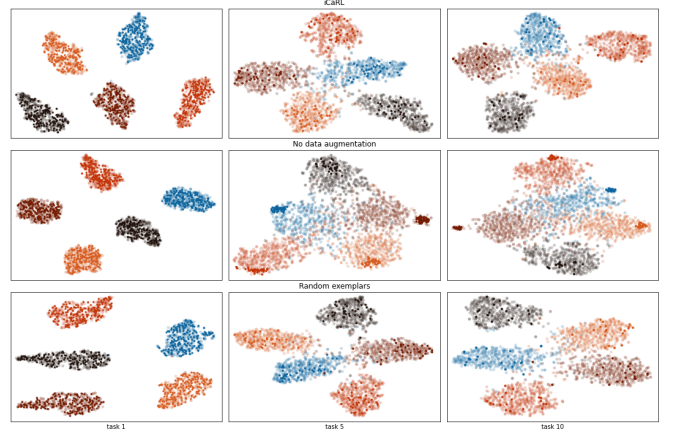 iCaRL
No data augmentation
Random exemplars
task 1
task 5
task 10